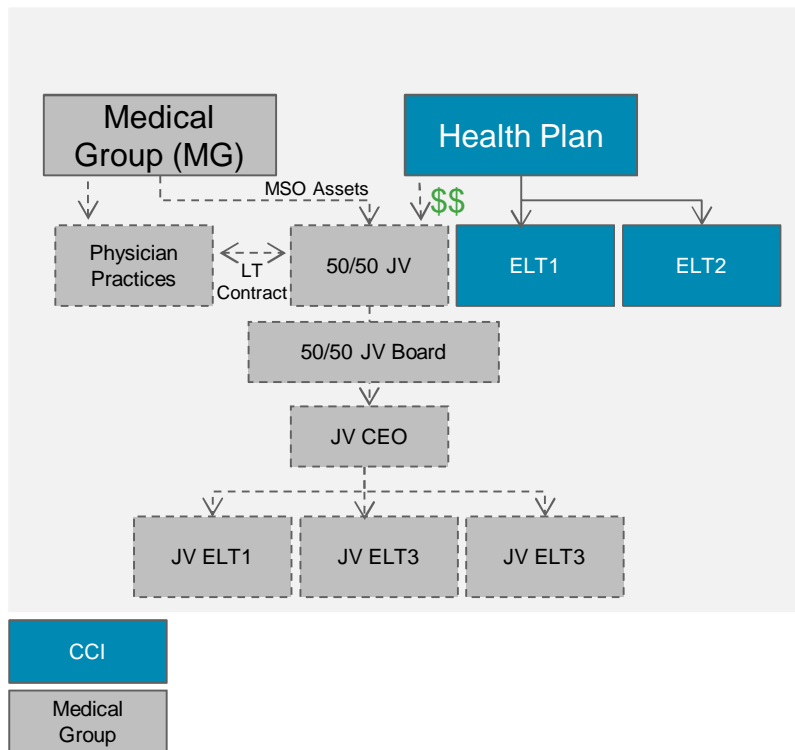 Medical
Group (MG)
Health Plan
MSO Assets
$$
Physician
Practices
LT
Contract
50/50 JV
ELT1
ELT2
50/50 JV Board
JV CEO
JV ELT1
JV ELT3
JV ELT3
CCI
Medical
Group